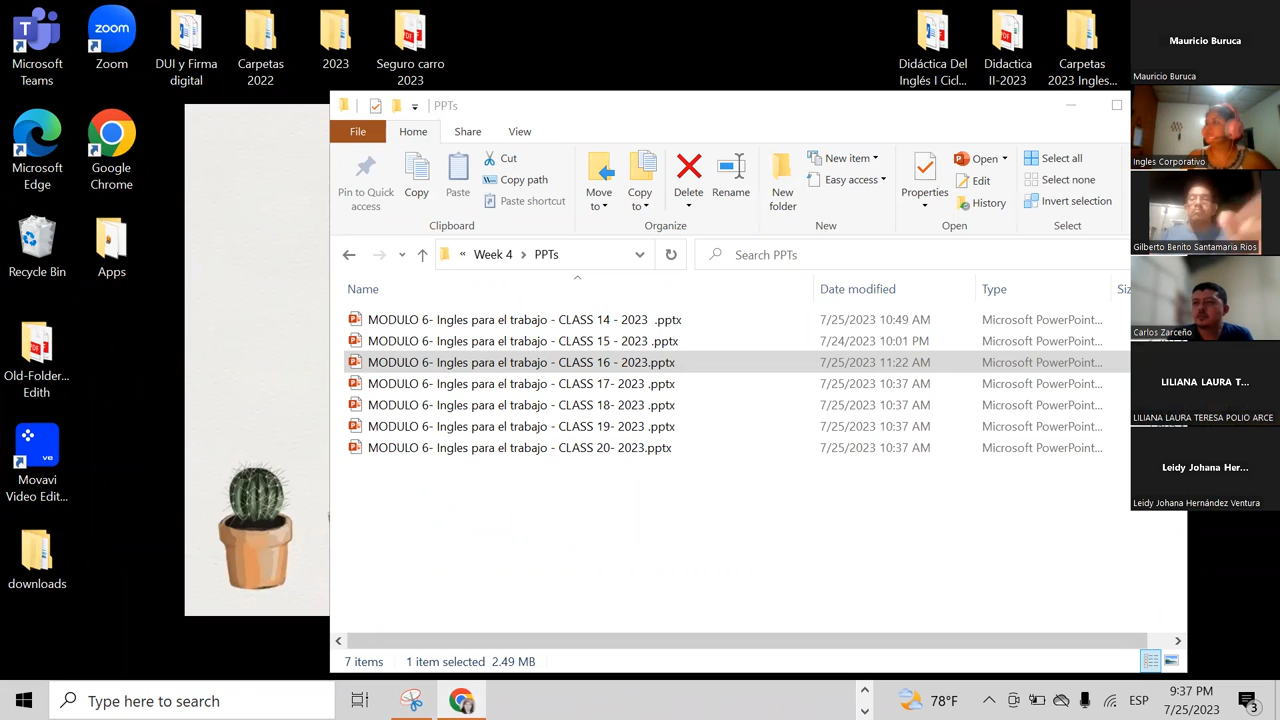 Microsoft Teams
Zoom
zoom
DUI y Firma digital
Carpetas 2022
2023
Seguro carro 2023
Didáctica Del Inglés I Cicl...
Didactica II-2023
Carpetas 2023 Ingles...
Mauricio Buruca
Mauricio Buruca
PPTs
File
Home
Share
View
Microsoft Edge
Google Chrome
Ingles Corporativo
Pin to Quick access
Copy
Paste
Cut
Copy path
Paste shortcut
Move to
Copy to
Delete
Rename
New folder
New item
Easy access
Properties
Open
Edit
History
Select all
Select none
Invert selection
Clipboard
Organize
New
Open
Select
Gilberto Benito Santamaria Rios
Recycle Bin
Apps
« Week 4 > PPTs
Search PPTs
Name
Date modified
Type
Siz
MODULO 6- Ingles para el trabajo - CLASS 14 - 2023 .pptx 7/25/2023 10:49 AM Microsoft PowerPoint...
MODULO 6- Ingles para el trabajo - CLASS 15 - 2023 .pptx 7/24/2023 10:01 PM Microsoft PowerPoint...
MODULO 6- Ingles para el trabajo - CLASS 16 - 2023.pptx 7/25/2023 11:22 AM Microsoft PowerPoint...
MODULO 6- Ingles para el trabajo - CLASS 17- 2023 .pptx 7/25/2023 10:37 AM Microsoft PowerPoint...
MODULO 6- Ingles para el trabajo - CLASS 18- 2023 .pptx 7/25/2023 10:37 AM Microsoft PowerPoint...
MODULO 6- Ingles para el trabajo - CLASS 19- 2023 .pptx 7/25/2023 10:37 AM Microsoft PowerPoint...
MODULO 6- Ingles para el trabajo - CLASS 20- 2023.pptx 7/25/2023 10:37 AM Microsoft PowerPoint...
Carlos Zarceño
LILIANA LAURA T...
LILIANA LAURA TERESA POLIO ARCE
Leidy Johana Her...
Leidy Johana Hernández Ventura
Old-Folder... Edith
Movavi Video Edit...
downloads
7 items
1 item selected 2.49 MB
Type here to search
78°F
ESP
9:37 PM
7/25/2023
3